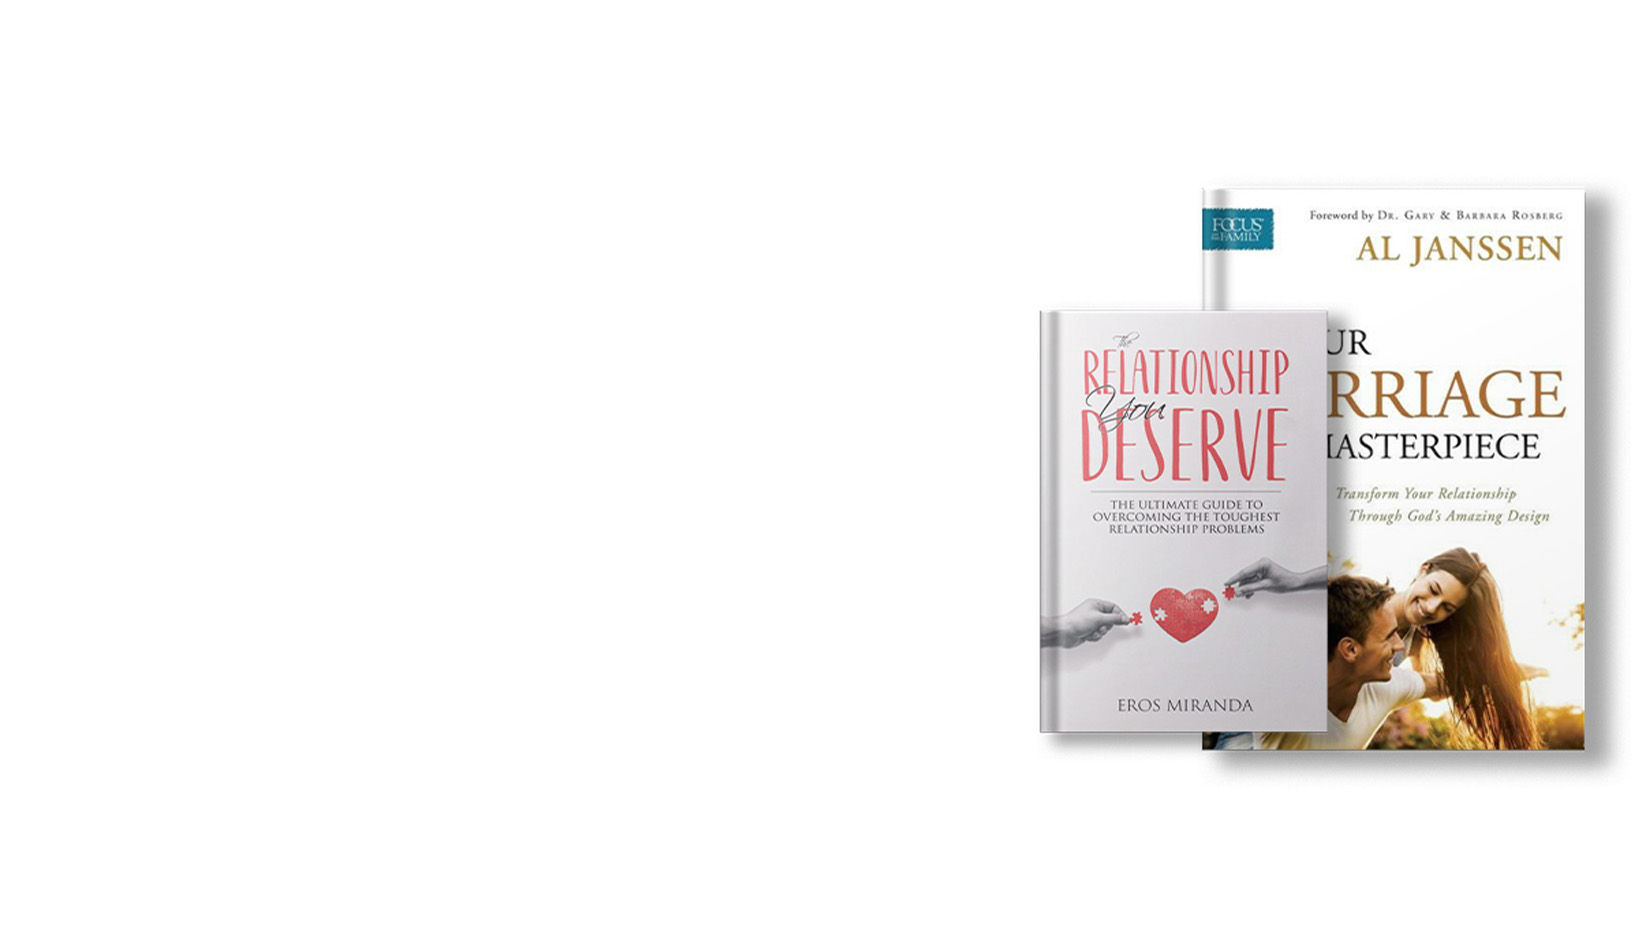 The
RELATIONSHIP
You
DESERVE
THE ULTIMATE GUIDE TO
OVERCOMING THE TOUGHEST
RELATIONSHIP PROBLEMS
EROS MIRANDA
FOCUS
FAMILY
Foreword by DR. GARY & BARBARA ROSBERG
AL JANSSEN
UR
RRIAGE
MASTERPIECE
Transform Your Relationship
Through God's Amazing Design